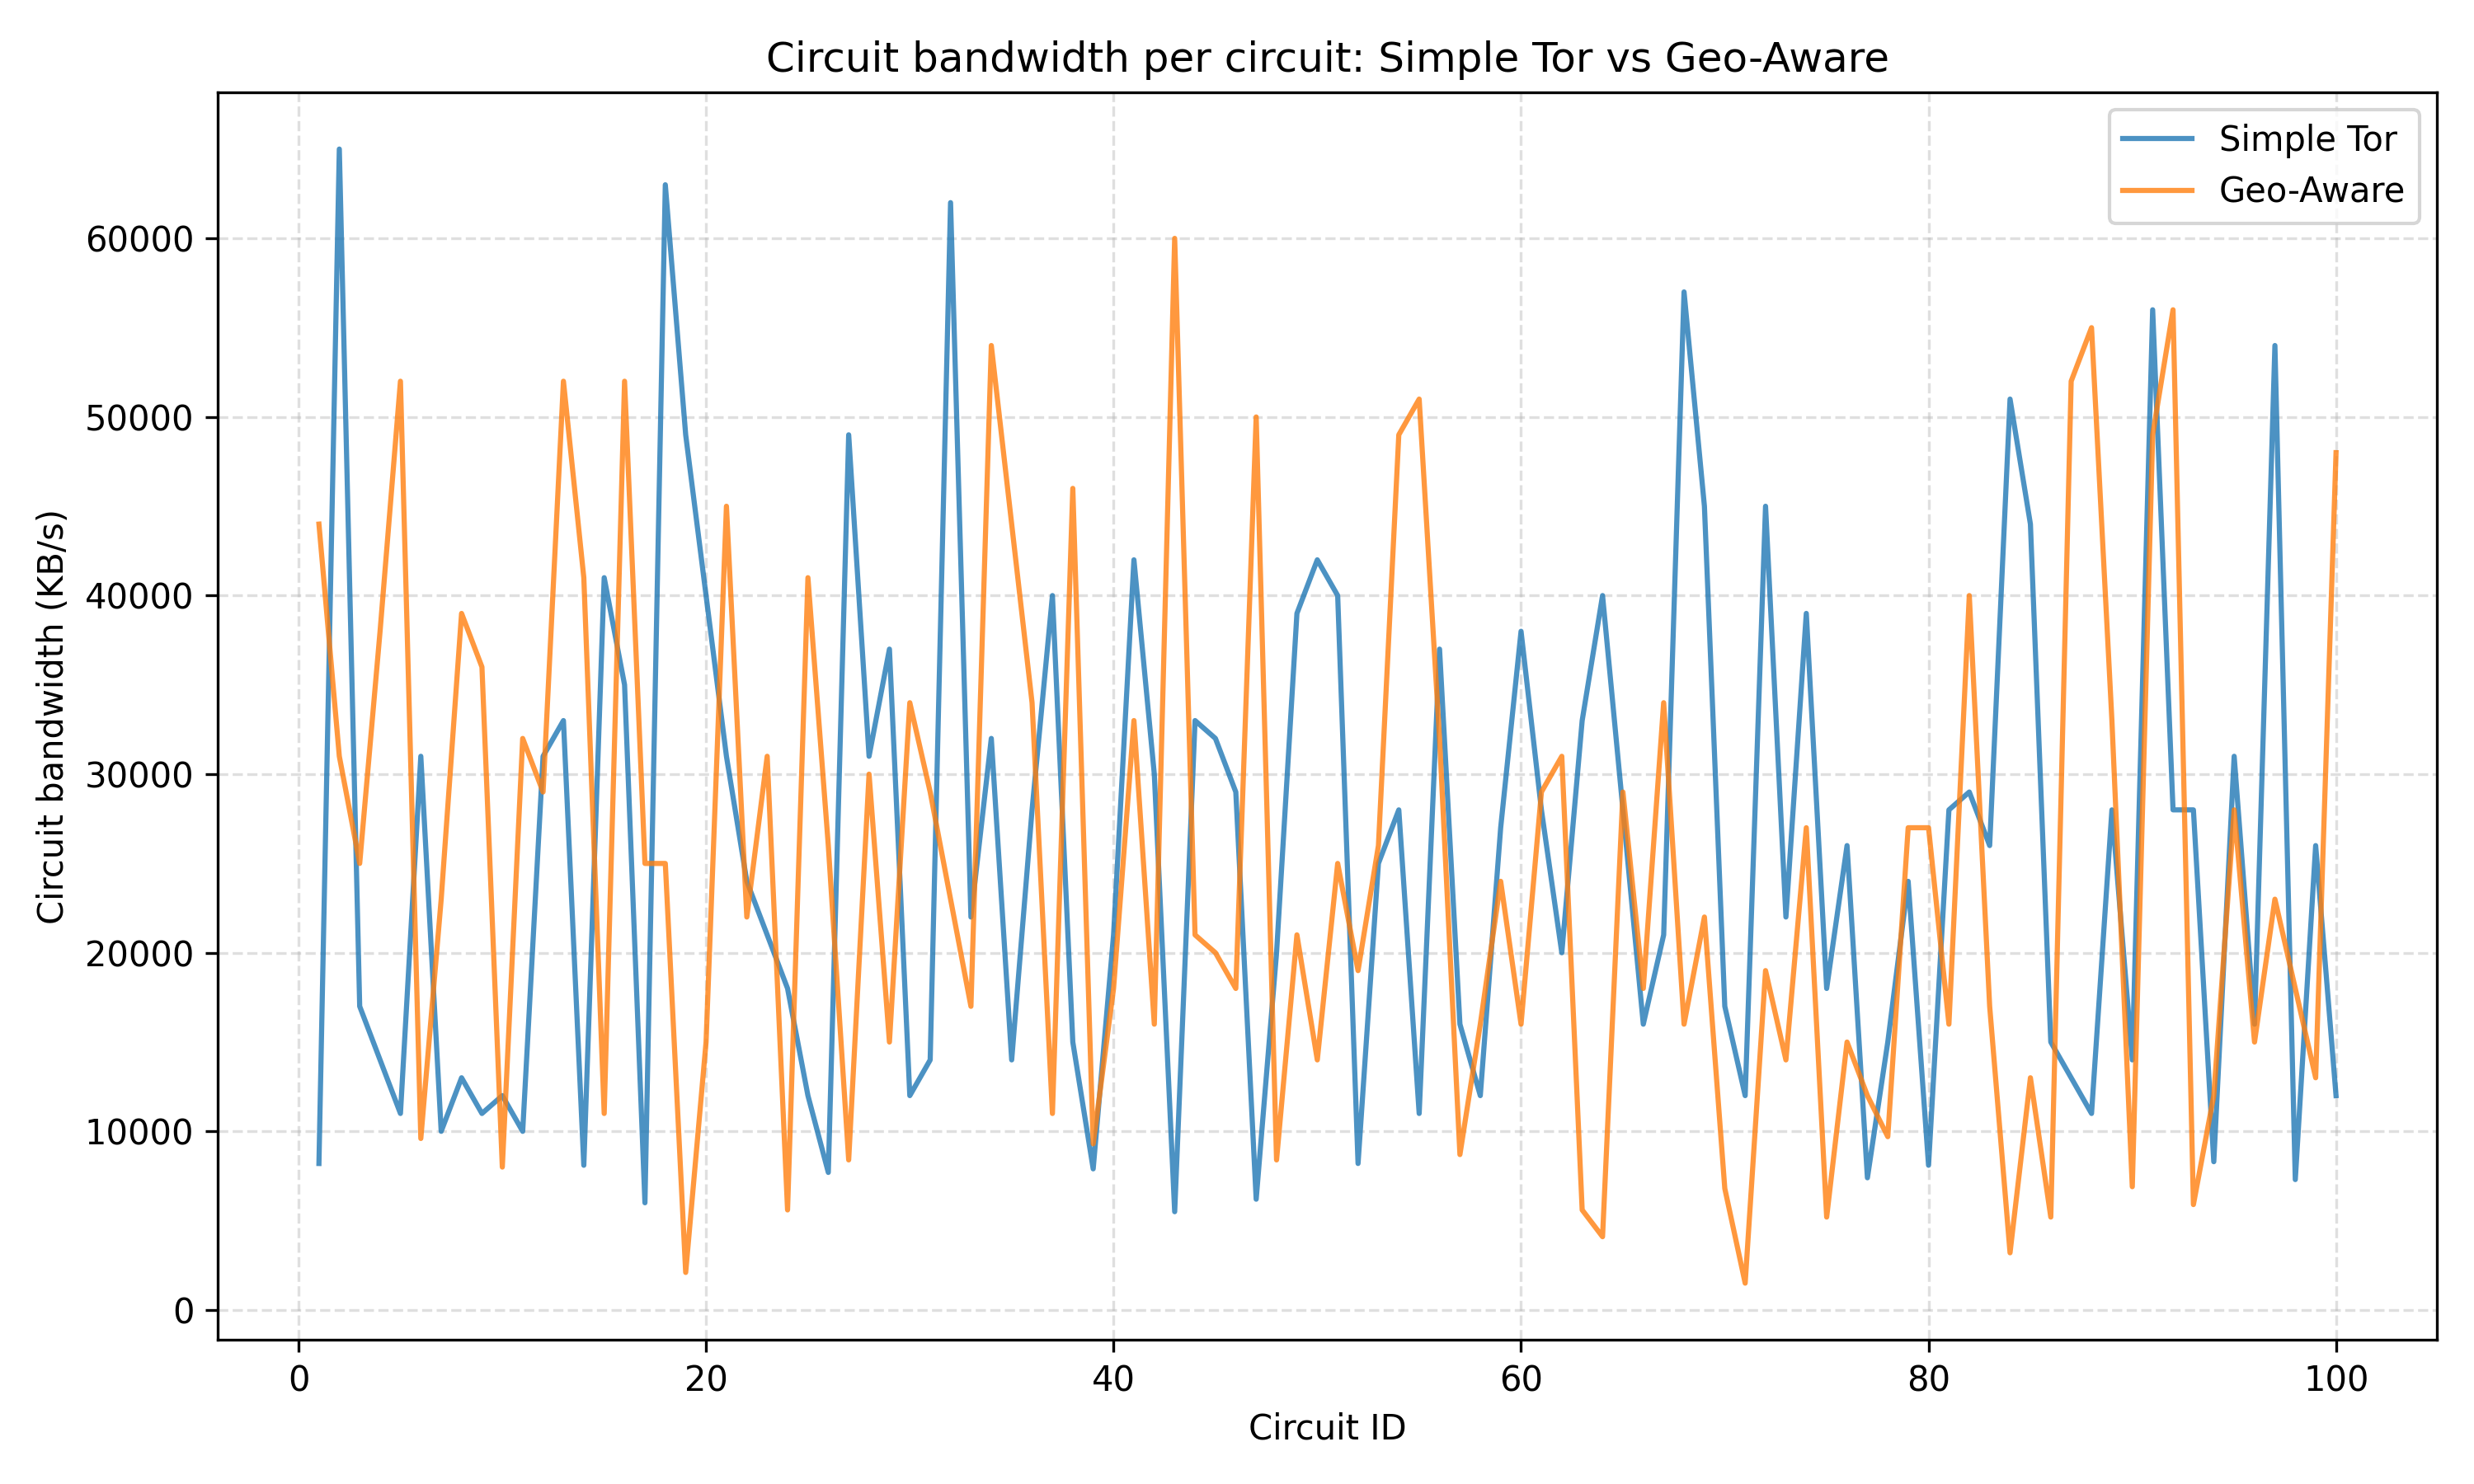 Circuit bandwidth per circuit: Simple Tor vs Geo-Aware
Simple Tor
Geo-Aware
Circuit bandwidth (KB/s)
60000
50000
40000
30000
20000
10000
0
0 20 40 60 80 100
Circuit ID